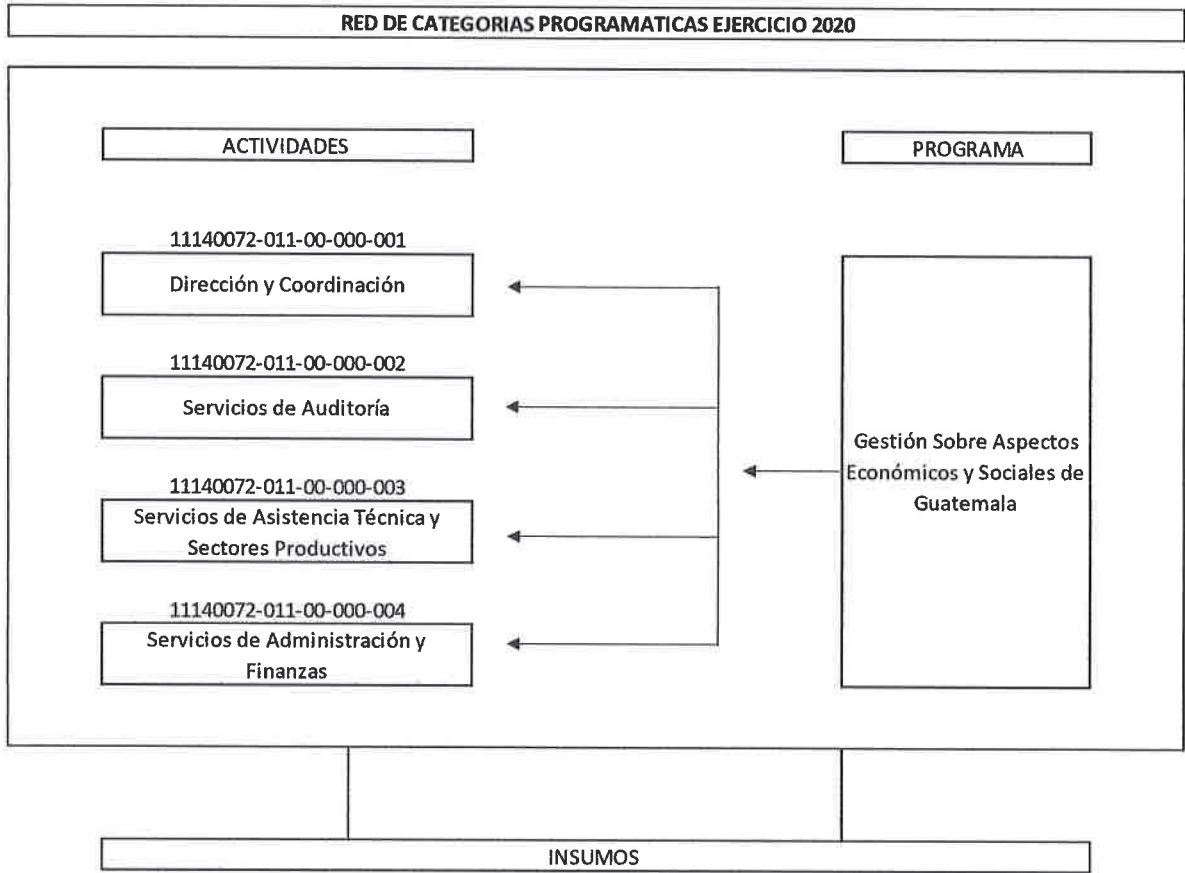 RED DE CATEGORIAS PROGRAMATICAS EJERCICIO 2020
ACTIVIDADES
PROGRAMA
11140072-011-00-000-001
Dirección y Coordinación
11140072-011-00-000-002
Servicios de Auditoría
11140072-011-00-000-003
Servicios de Asistencia Técnica y
Sectores Productivos
11140072-011-00-000-004
Servicios de Administración y
Finanzas
Gestión Sobre Aspectos
Económicos y Sociales de
Guatemala
INSUMOS